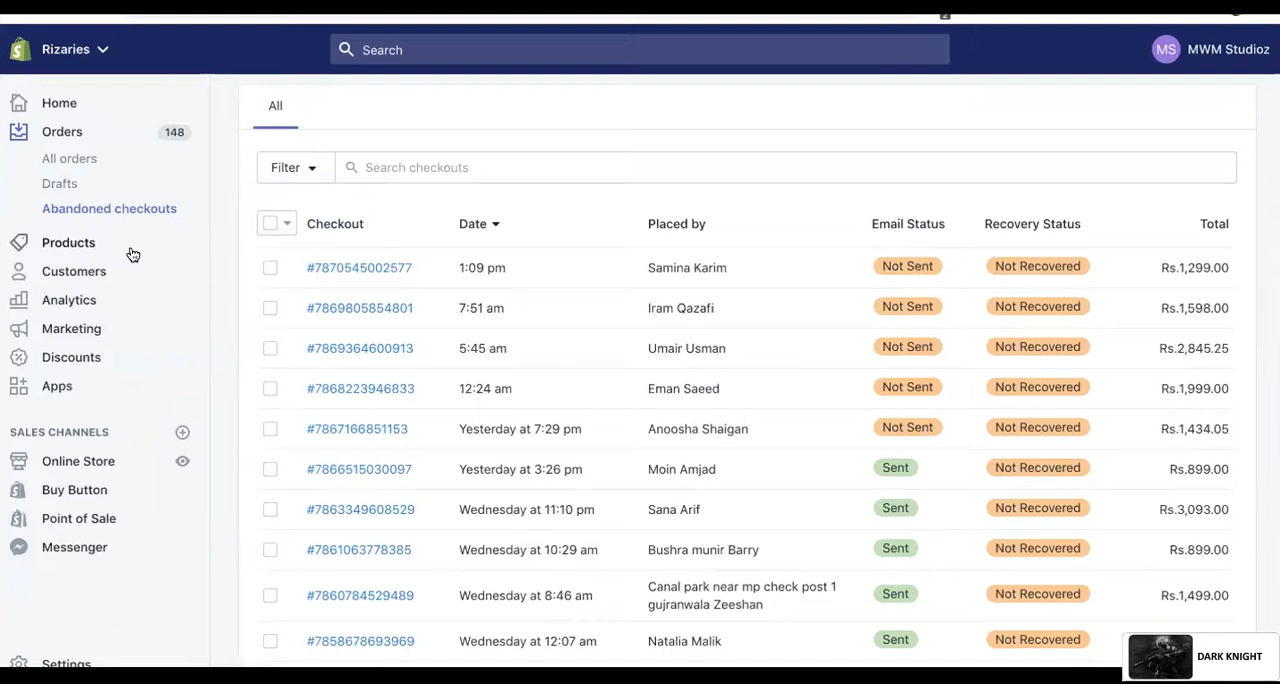 2
Rizaries
Search
MS MWM Studioz
Home
Orders 148
All orders
Drafts
Abandoned checkouts
Products
Customers
Analytics
Marketing
Discounts
Apps
SALES CHANNELS
Online Store
Buy Button
Point of Sale
Messenger
Settings
All
Filter Search checkouts
Checkout Date Placed by Email Status Recovery Status Total
#7870545002577 1:09 pm Samina Karim Not Sent Not Recovered Rs.1,299.00
#7869805854801 7:51 am Iram Qazafi Not Sent Not Recovered Rs.1,598.00
#7869364600913 5:45 am Umair Usman Not Sent Not Recovered Rs.2,845.25
#7868223946833 12:24 am Eman Saeed Not Sent Not Recovered Rs.1,999.00
#7867166851153 Yesterday at 7:29 pm Anoosha Shaigan Not Sent Not Recovered Rs.1,434.05
#7866515030097 Yesterday at 3:26 pm Moin Amjad Sent Not Recovered Rs.899.00
#7863349608529 Wednesday at 11:10 pm Sana Arif Sent Not Recovered Rs.3,093.00
#7861063778385 Wednesday at 10:29 am Bushra munir Barry Sent Not Recovered Rs.899.00
#7860784529489 Wednesday at 8:46 am Canal park near mp check post 1 Sent Not Recovered Rs.1,499.00
gujranwala Zeeshan
#7858678693969 Wednesday at 12:07 am Natalia Malik Sent Not Recovered
DARK KNIGHT